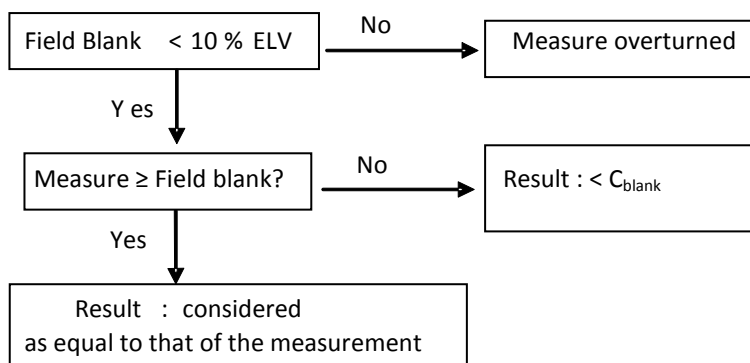 Field Blank < 10 % ELV
No
Measure overturned
Y es
Measure ≥ Field blank?
No
Result : < C_blank
Yes
Result : considered
as equal to that of the measurement